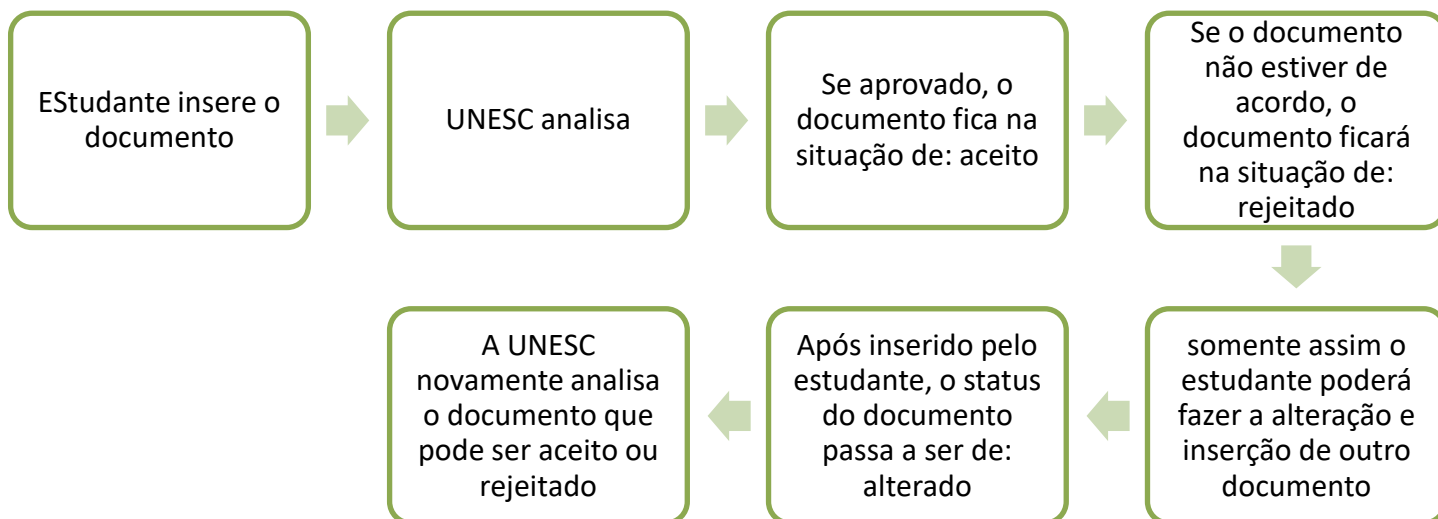 EStudante insere o
documento
UNESC analisa
Se aprovado, o
documento fica na
situação de: aceito
Se o documento
não estiver de
acordo, o
documento ficará
na situação de:
rejeitado
somente assim o
estudante poderá
fazer a alteração e
inserção de outro
documento
Após inserido pelo
estudante, o status
do documento
passa a ser de:
alterado
A UNESC
novamente analisa
o documento que
pode ser aceito ou
rejeitado